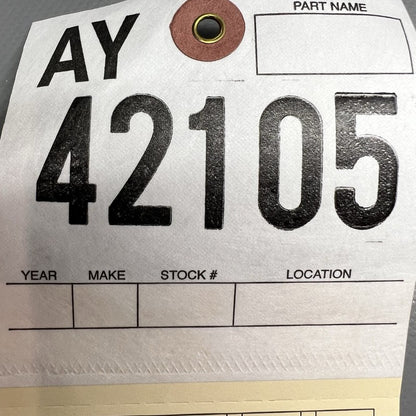 PART NAME
AY
42105
YEAR MAKE STOCK # LOCATION